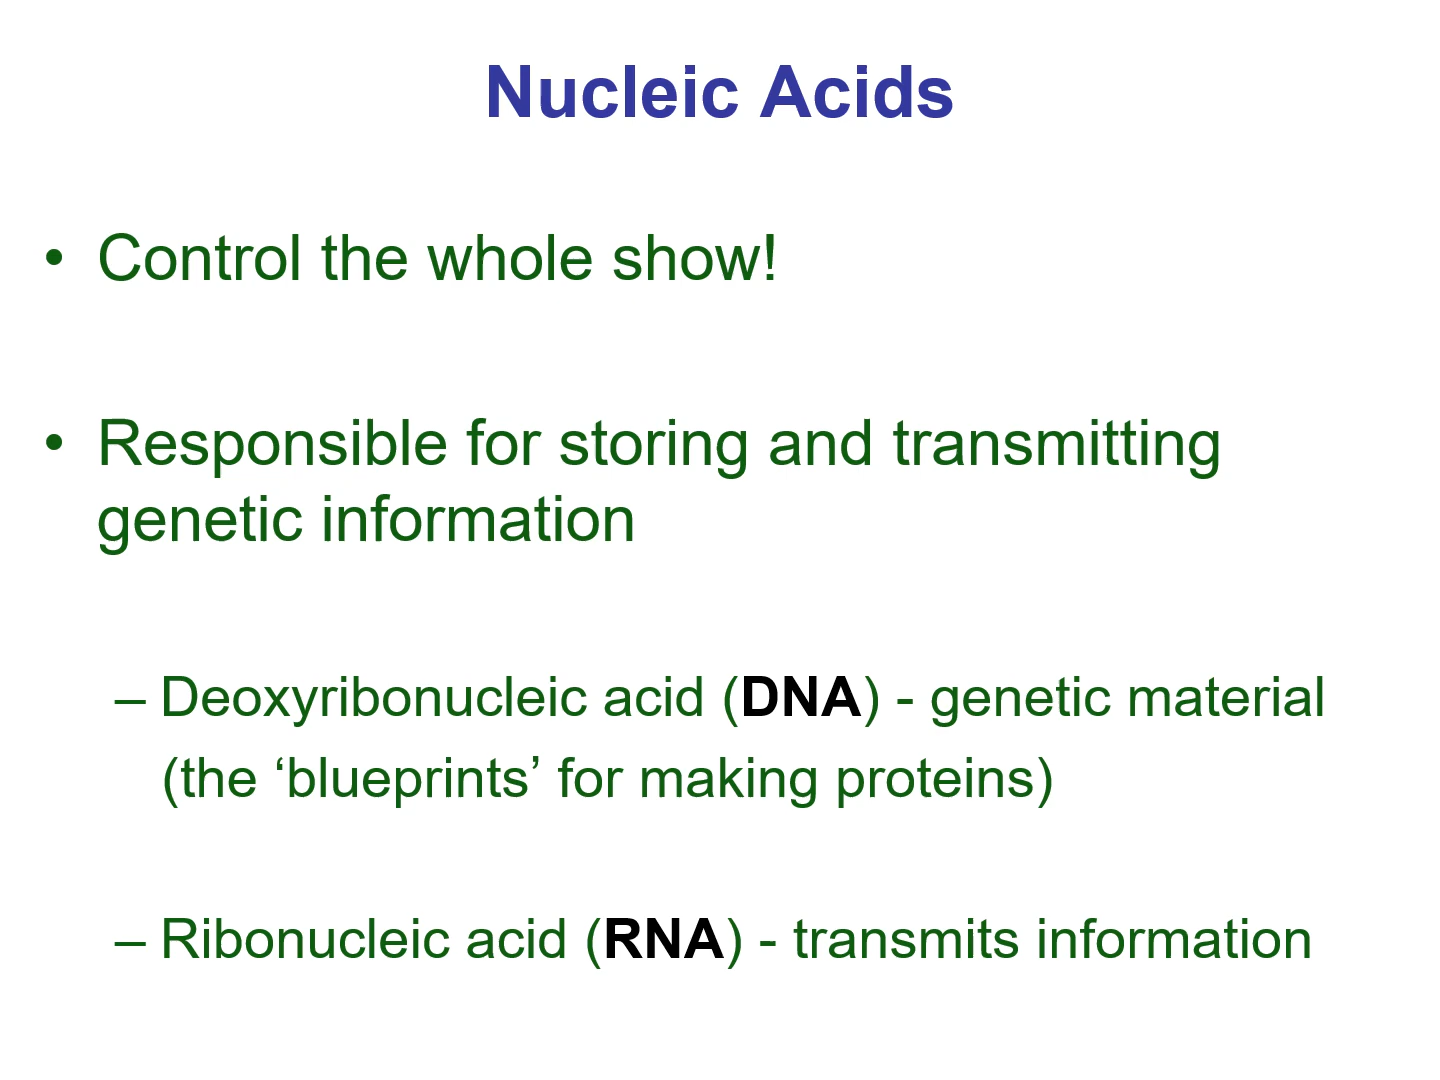 Nucleic Acids
• Control the whole show!
• Responsible for storing and transmitting
genetic information
– Deoxyribonucleic acid (DNA) - genetic material
(the ‘blueprints’ for making proteins)
– Ribonucleic acid (RNA) - transmits information